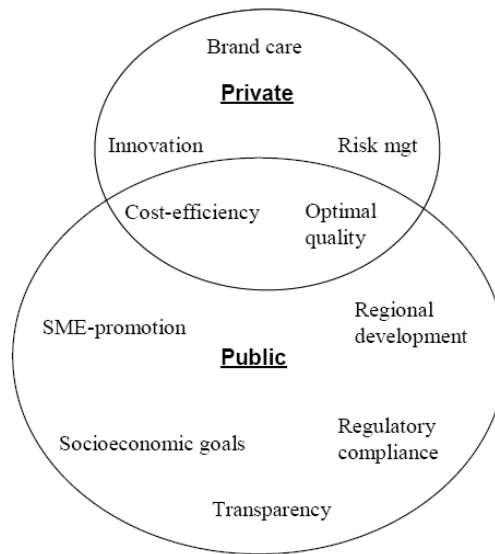 Brand care
Private
Innovation
Risk mgt
Cost-efficiency
Optimal
quality
SME-promotion
Regional
development
Public
Socioeconomic goals
Regulatory
compliance
Transparency